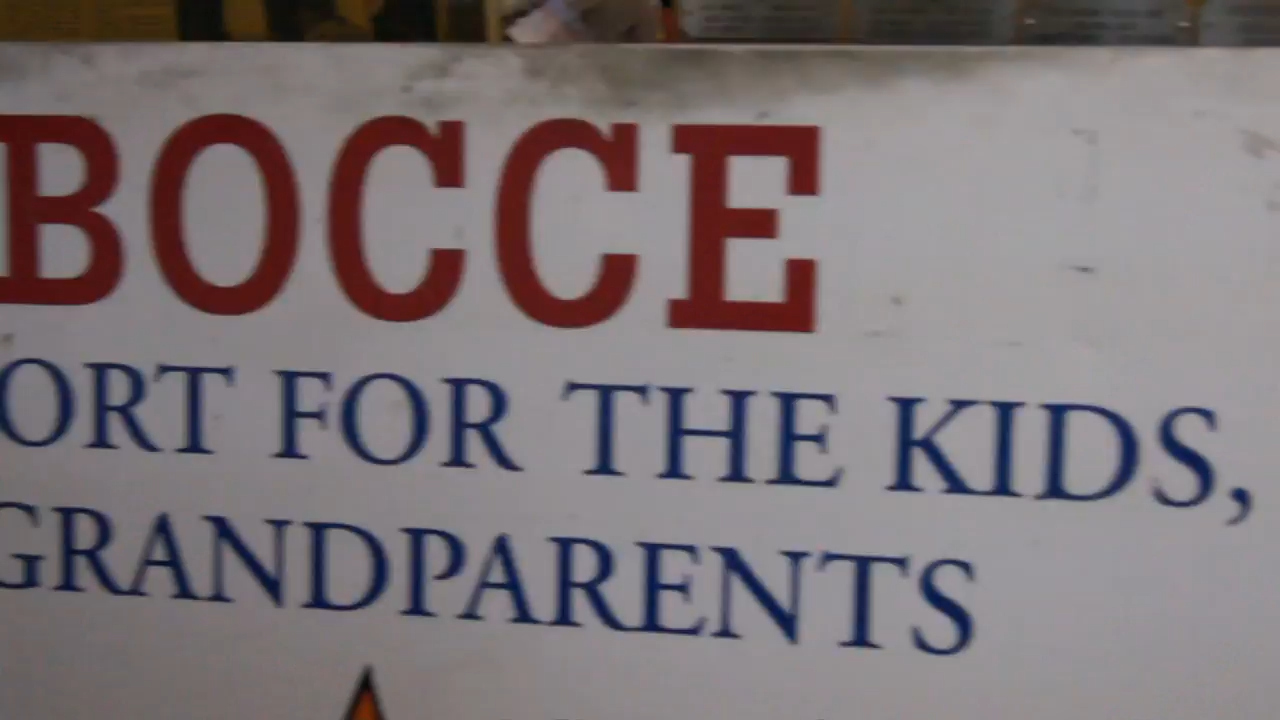 BOCCE
ORT FOR THE KIDS,
GRANDPARENTS